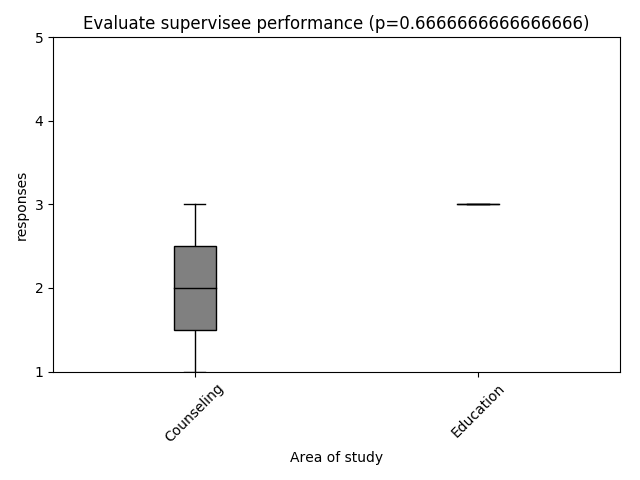 Evaluate supervisee performance (p=0.6666666666666666)
5
4
3
2
1
responses
Counseling
Education
Area of study